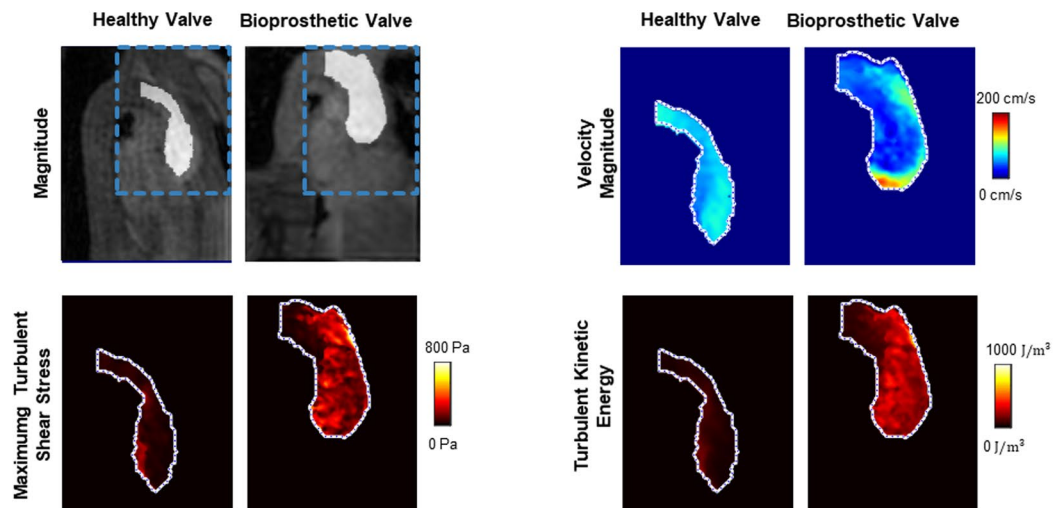 Healthy Valve
Bioprosthetic Valve
Magnitude
Maximumg Turbulent
Shear Stress
800 Pa
0 Pa
Healthy Valve
Bioprosthetic Valve
Velocity
Magnitude
200 cm/s
0 cm/s
Turbulent Kinetic
Energy
1000 J/m³
0 J/m³